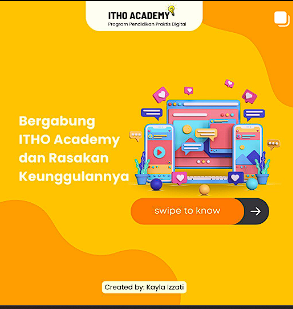 ITHO ACADEMY
Program Pendidikan Praktis Digital
Bergabung
ITHO Academy
dan Rasakan
Keunggulannya
swipe to know
Created by: Kayla Izzati